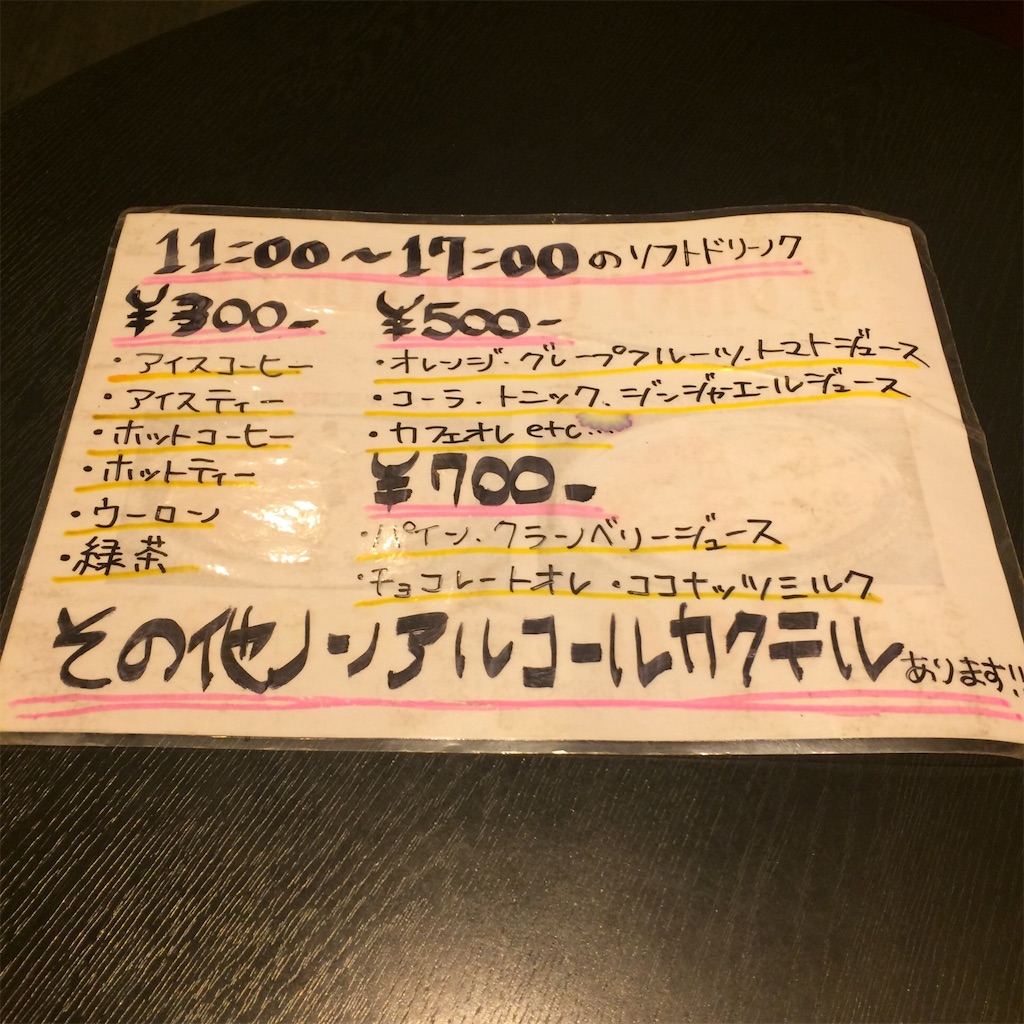 11:00〜17:00のソフトドリンク
¥300-
・アイスコーヒー
・アイスティー
・ホットコーヒー
・ホットティー
・ウーロン
・緑茶
¥500-
・オレンジ・グレープフルーツ・トマトジュース
・コーラ・トニック・ジンジャエールジュース
・カフェオレ etc...
¥700-
・パイン・クランベリージュース
・チョコレートオレ・ココナッツミルク
その他ノンアルコールカクテルあります!!